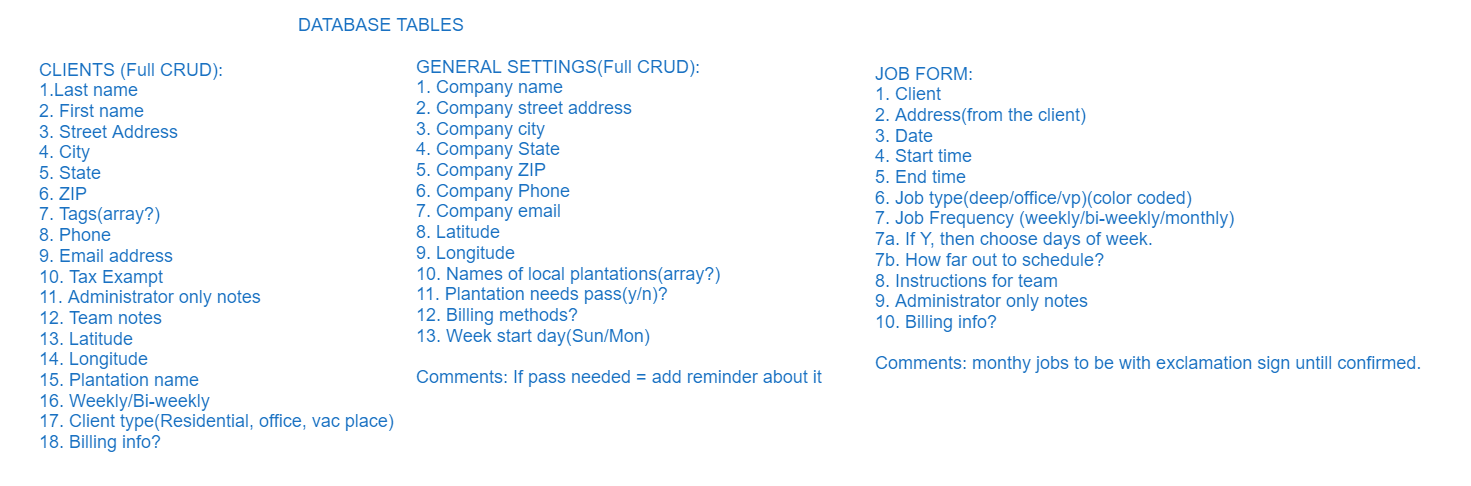 DATABASE TABLES
CLIENTS (Full CRUD):
1.Last name
2. First name
3. Street Address
4. City
5. State
6. ZIP
7. Tags(array?)
8. Phone
9. Email address
10. Tax Exampt
11. Administrator only notes
12. Team notes
13. Latitude
14. Longitude
15. Plantation name
16. Weekly/Bi-weekly
17. Client type(Residential, office, vac place)
18. Billing info?
GENERAL SETTINGS(Full CRUD):
1. Company name
2. Company street address
3. Company city
4. Company State
5. Company ZIP
6. Company Phone
7. Company email
8. Latitude
9. Longitude
10. Names of local plantations(array?)
11. Plantation needs pass(y/n)?
12. Billing methods?
13. Week start day(Sun/Mon)
Comments: If pass needed = add reminder about it
JOB FORM:
1. Client
2. Address(from the client)
3. Date
4. Start time
5. End time
6. Job type(deep/office/vp)(color coded)
7. Job Frequency (weekly/bi-weekly/monthly)
7a. If Y, then choose days of week.
7b. How far out to schedule?
8. Instructions for team
9. Administrator only notes
10. Billing info?
Comments: monthy jobs to be with exclamation sign untill confirmed.